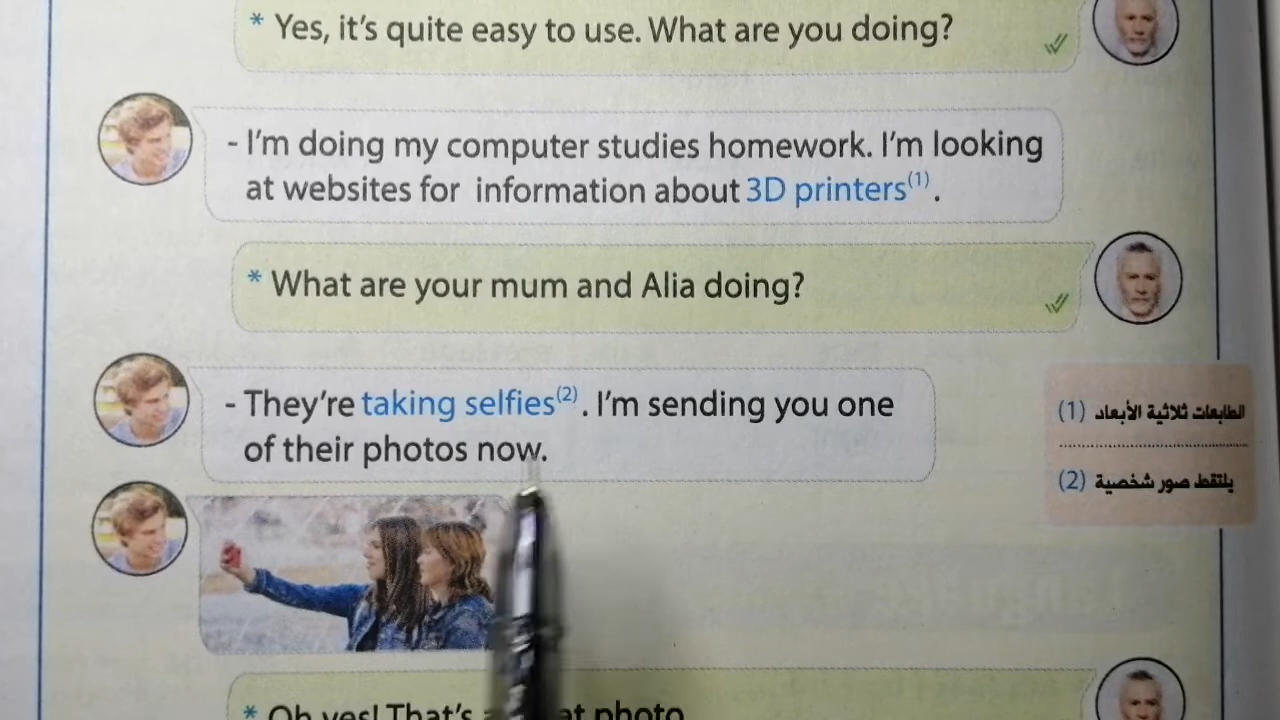 * Yes, it's quite easy to use. What are you doing?
- I'm doing my computer studies homework. I'm looking
at websites for information about 3D printers(1).
* What are your mum and Alia doing?
- They're taking selfies(2). I'm sending you one
of their photos now.
(1) الطابعات ثلاثية الأبعاد
(2) يلتقط صور شخصية
* Oh yes! That's photo